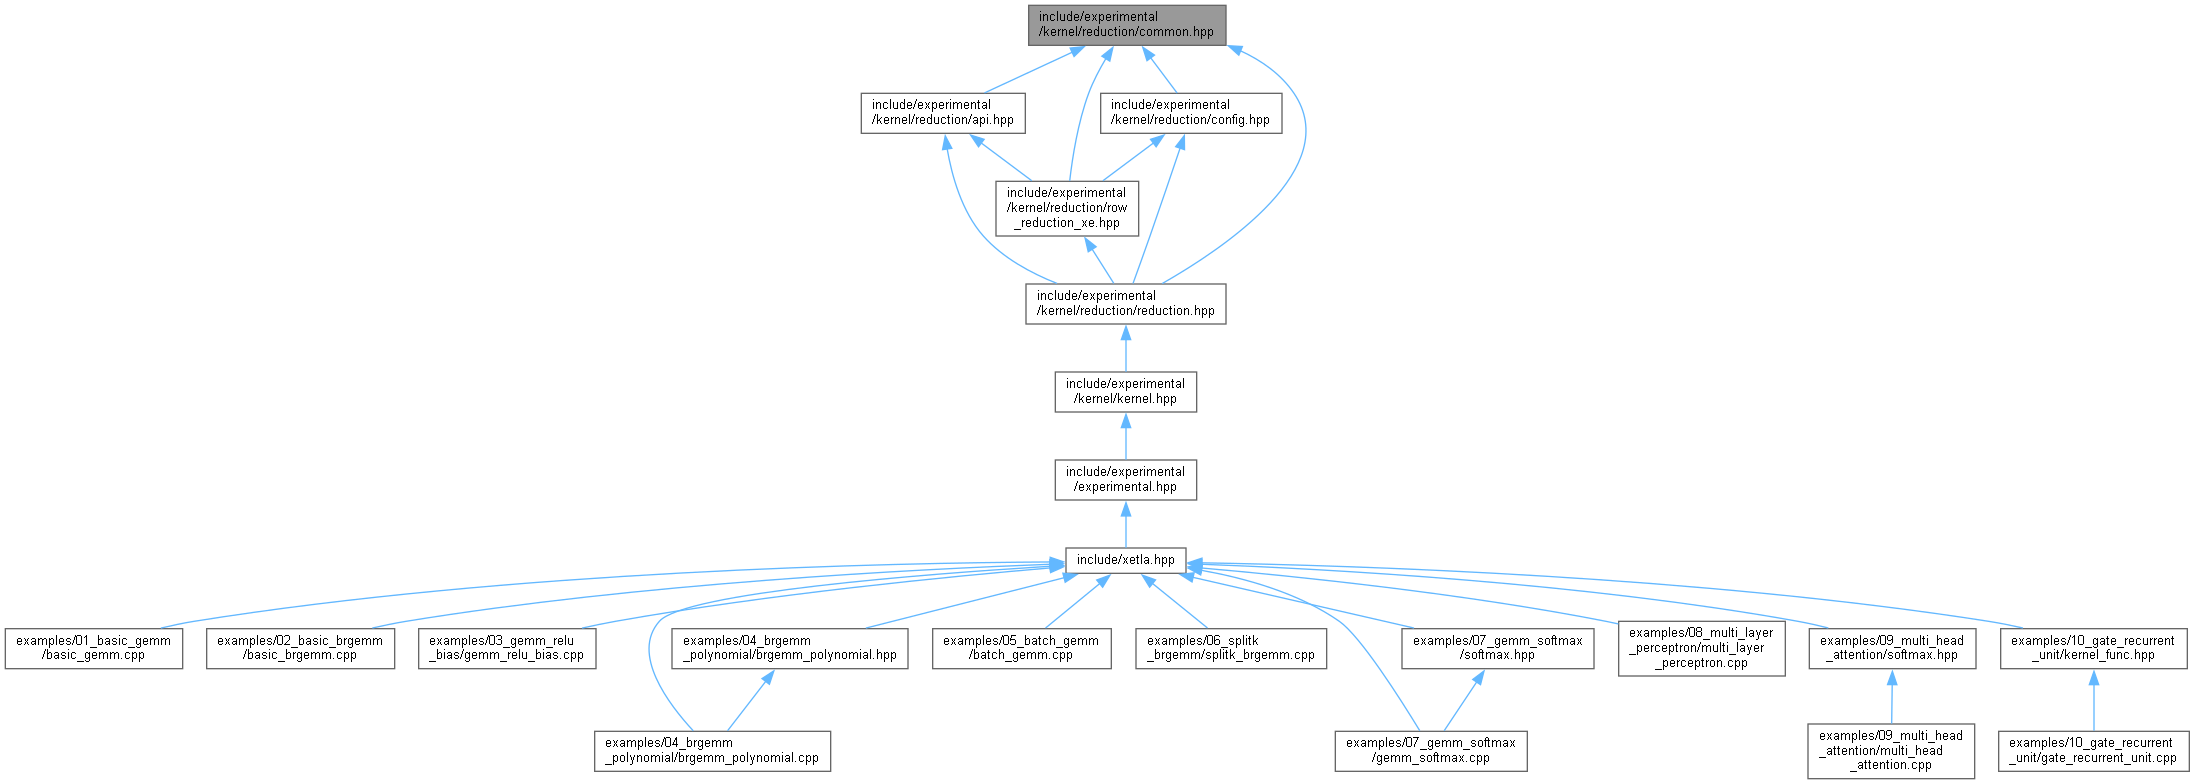 include/experimental
/kernel/reduction/common.hpp
include/experimental
/kernel/reduction/api.hpp
include/experimental
/kernel/reduction/config.hpp
include/experimental
/kernel/reduction/row
_reduction_xe.hpp
include/experimental
/kernel/reduction/reduction.hpp
include/experimental
/kernel/kernel.hpp
include/experimental
/experimental.hpp
include/xetla.hpp
examples/01_basic_gemm
/basic_gemm.cpp
examples/02_basic_brgemm
/basic_brgemm.cpp
examples/03_gemm_relu
_bias/gemm_relu_bias.cpp
examples/04_brgemm
_polynomial/brgemm_polynomial.hpp
examples/05_batch_gemm
/batch_gemm.cpp
examples/06_splitk
_brgemm/splitk_brgemm.cpp
examples/07_gemm_softmax
/softmax.hpp
examples/08_multi_layer
_perceptron/multi_layer
_perceptron.cpp
examples/09_multi_head
_attention/softmax.hpp
examples/10_gate_recurrent
_unit/kernel_func.hpp
examples/04_brgemm
_polynomial/brgemm_polynomial.cpp
examples/07_gemm_softmax
/gemm_softmax.cpp
examples/09_multi_head
_attention/multi_head
_attention.cpp
examples/10_gate_recurrent
_unit/gate_recurrent_unit.cpp